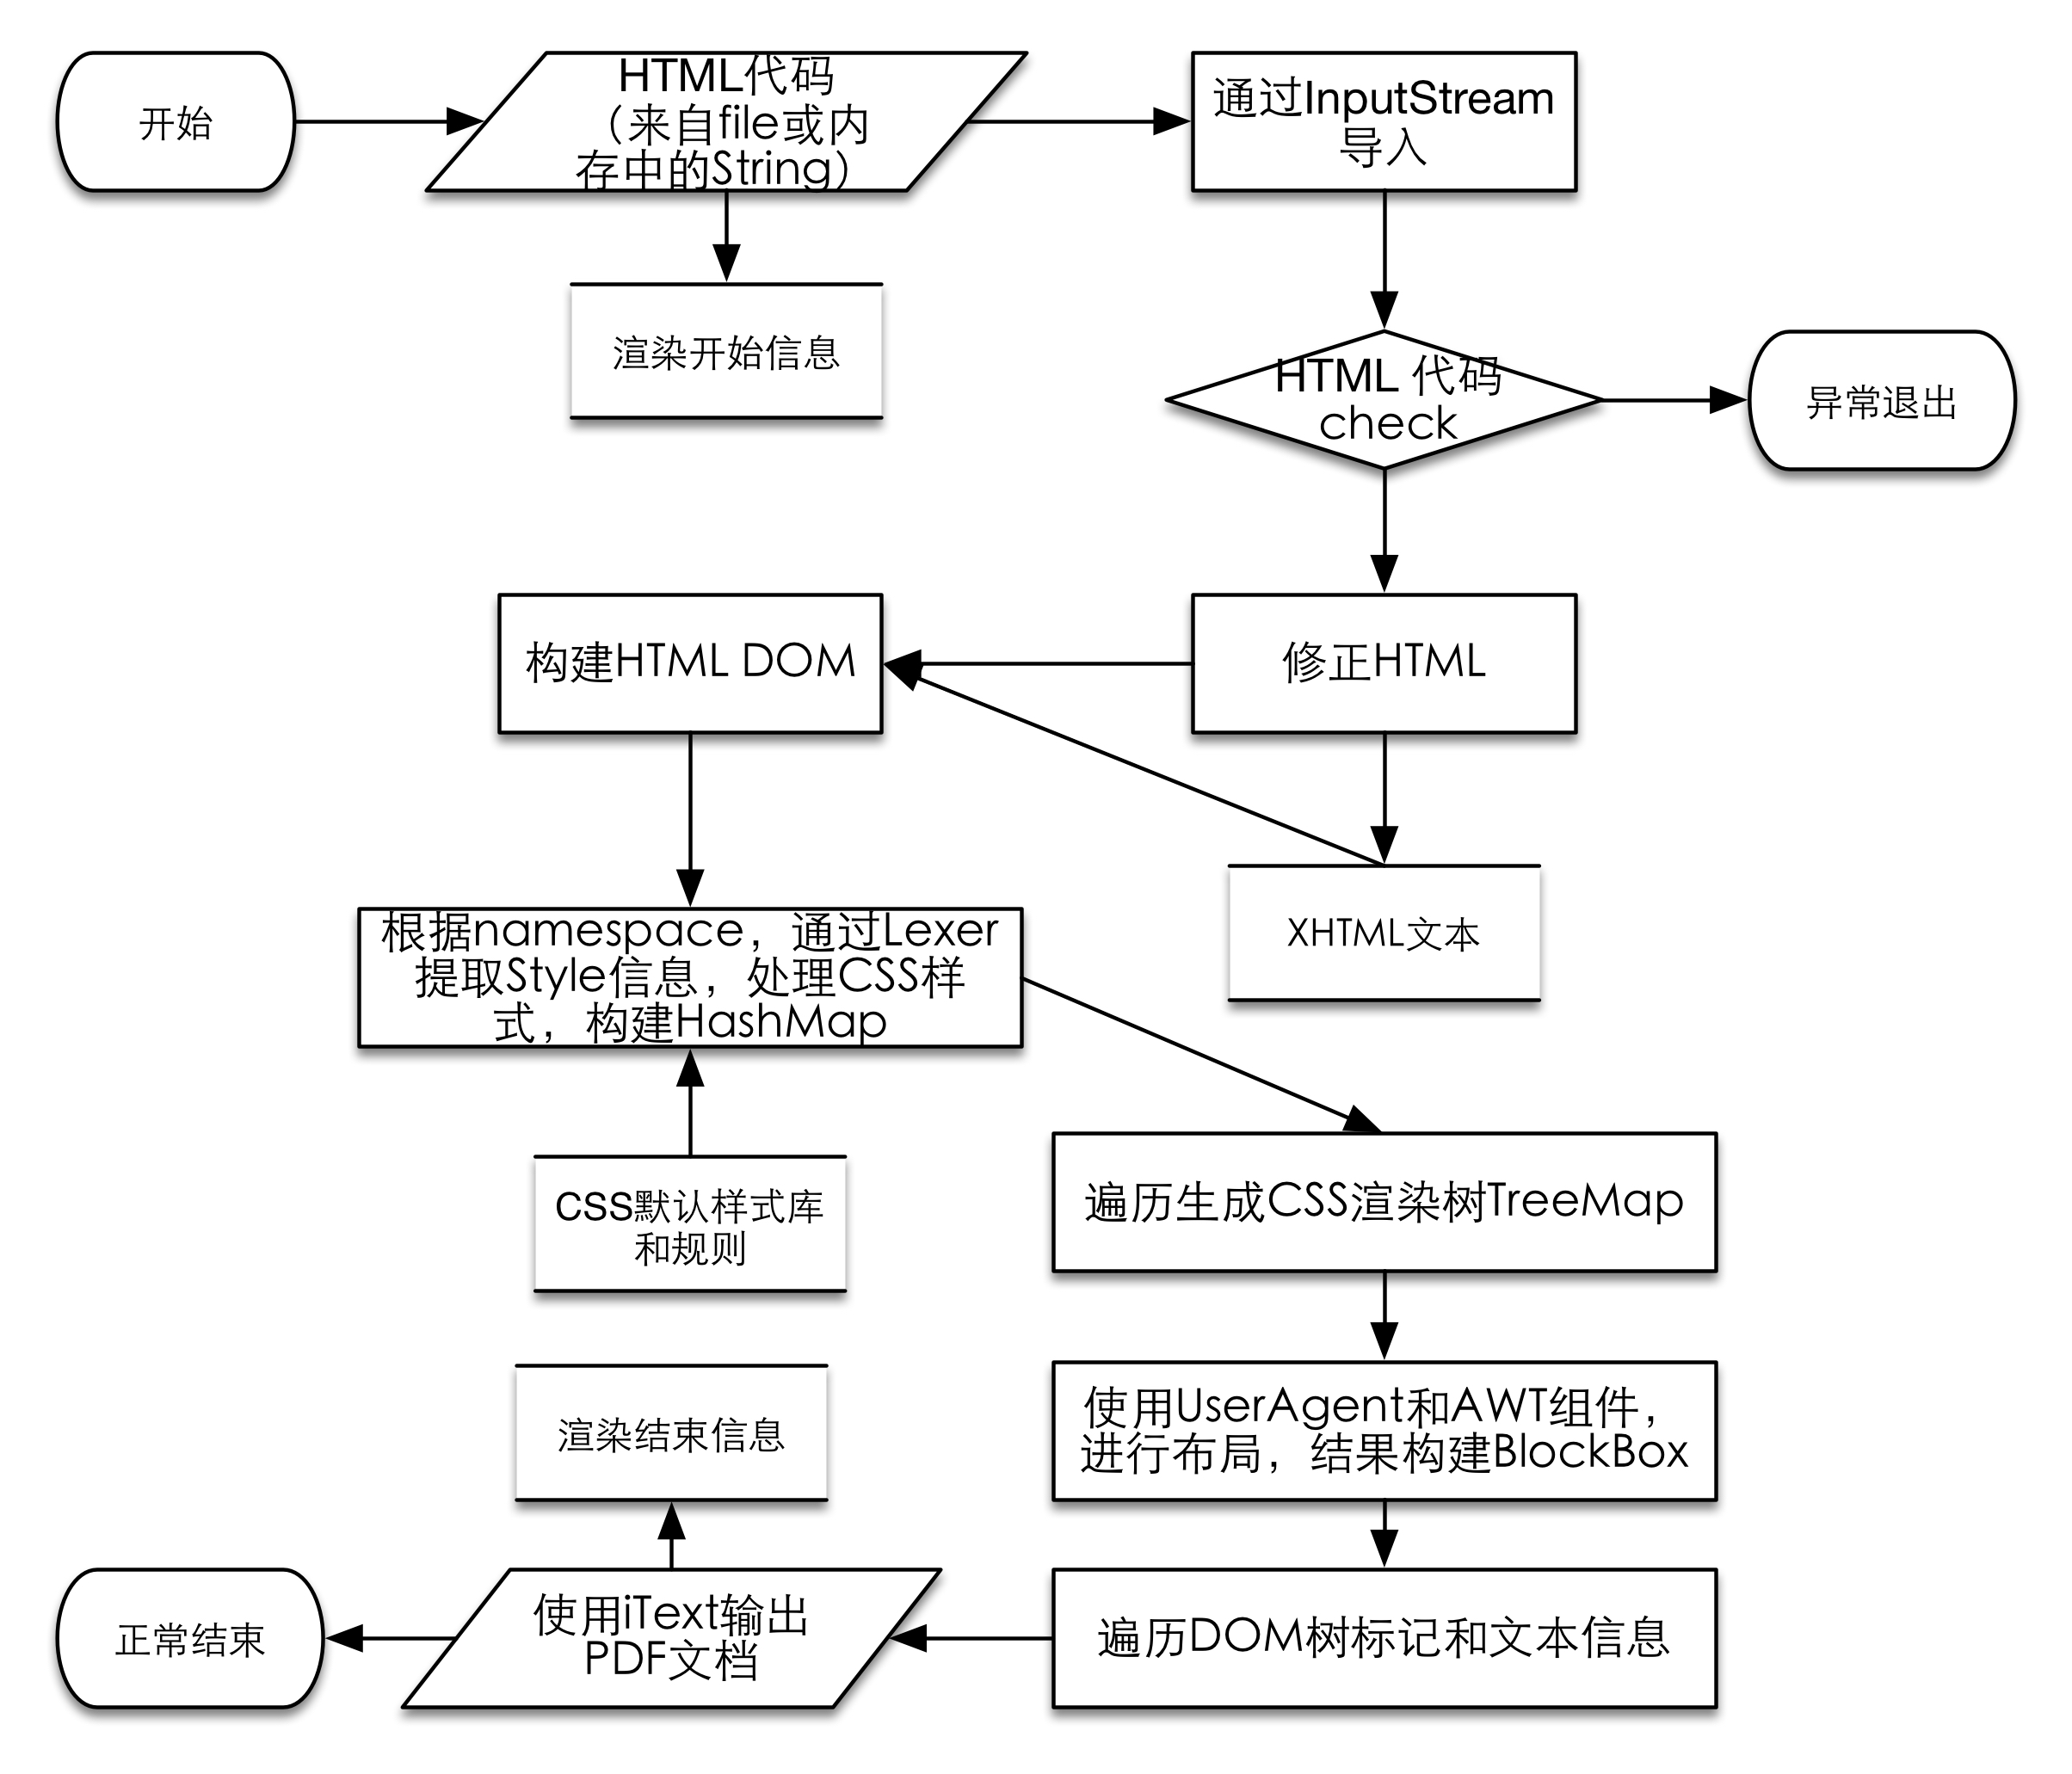 开始
HTML代码
（来自file或内
存中的String）
通过InputStream
导入
渲染开始信息
HTML 代码
check
异常退出
构建HTML DOM
修正HTML
XHTML文本
根据namespace，通过Lexer
提取Style信息，处理CSS样
式，构建HashMap
CSS默认样式库
和规则
遍历生成CSS渲染树TreeMap
使用UserAgent和AWT组件，
进行布局，结果构建BlockBox
渲染结束信息
正常结束
使用iText输出
PDF文档
遍历DOM树标记和文本信息